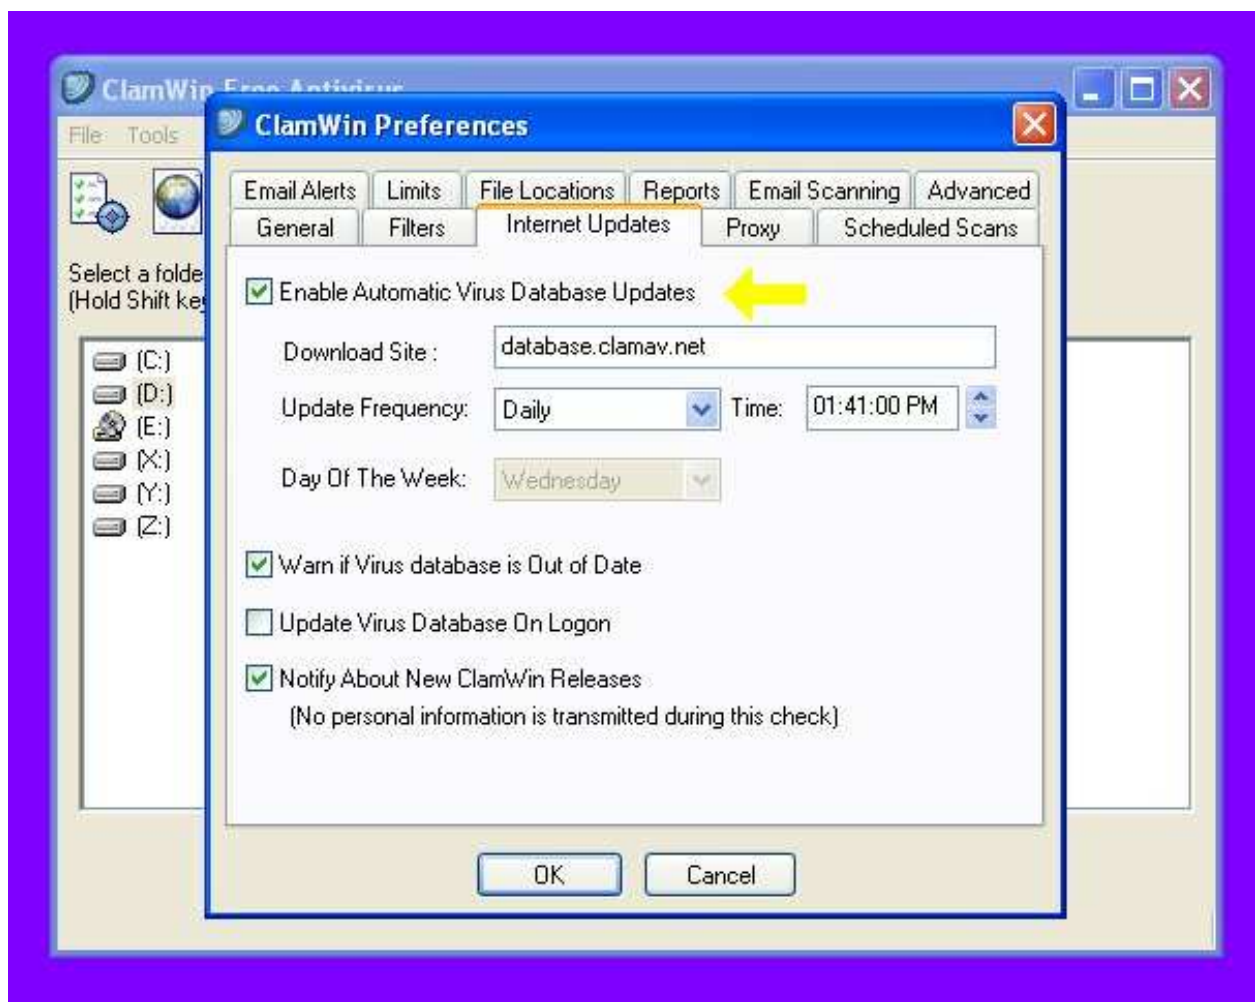 ClamWin Free Antivirus
File Tools
ClamWin Preferences
Email Alerts Limits File Locations Reports Email Scanning Advanced
General Filters Internet Updates Proxy Scheduled Scans
Select a folde
(Hold Shift key
Enable Automatic Virus Database Updates
Download Site : database.clamav.net
Update Frequency: Daily Time: 01:41:00 PM
Day Of The Week: Wednesday
(C:)
(D:)
(E:)
(X:)
(Y:)
(Z:)
Warn if Virus database is Out of Date
Update Virus Database On Logon
Notify About New ClamWin Releases
(No personal information is transmitted during this check)
OK Cancel